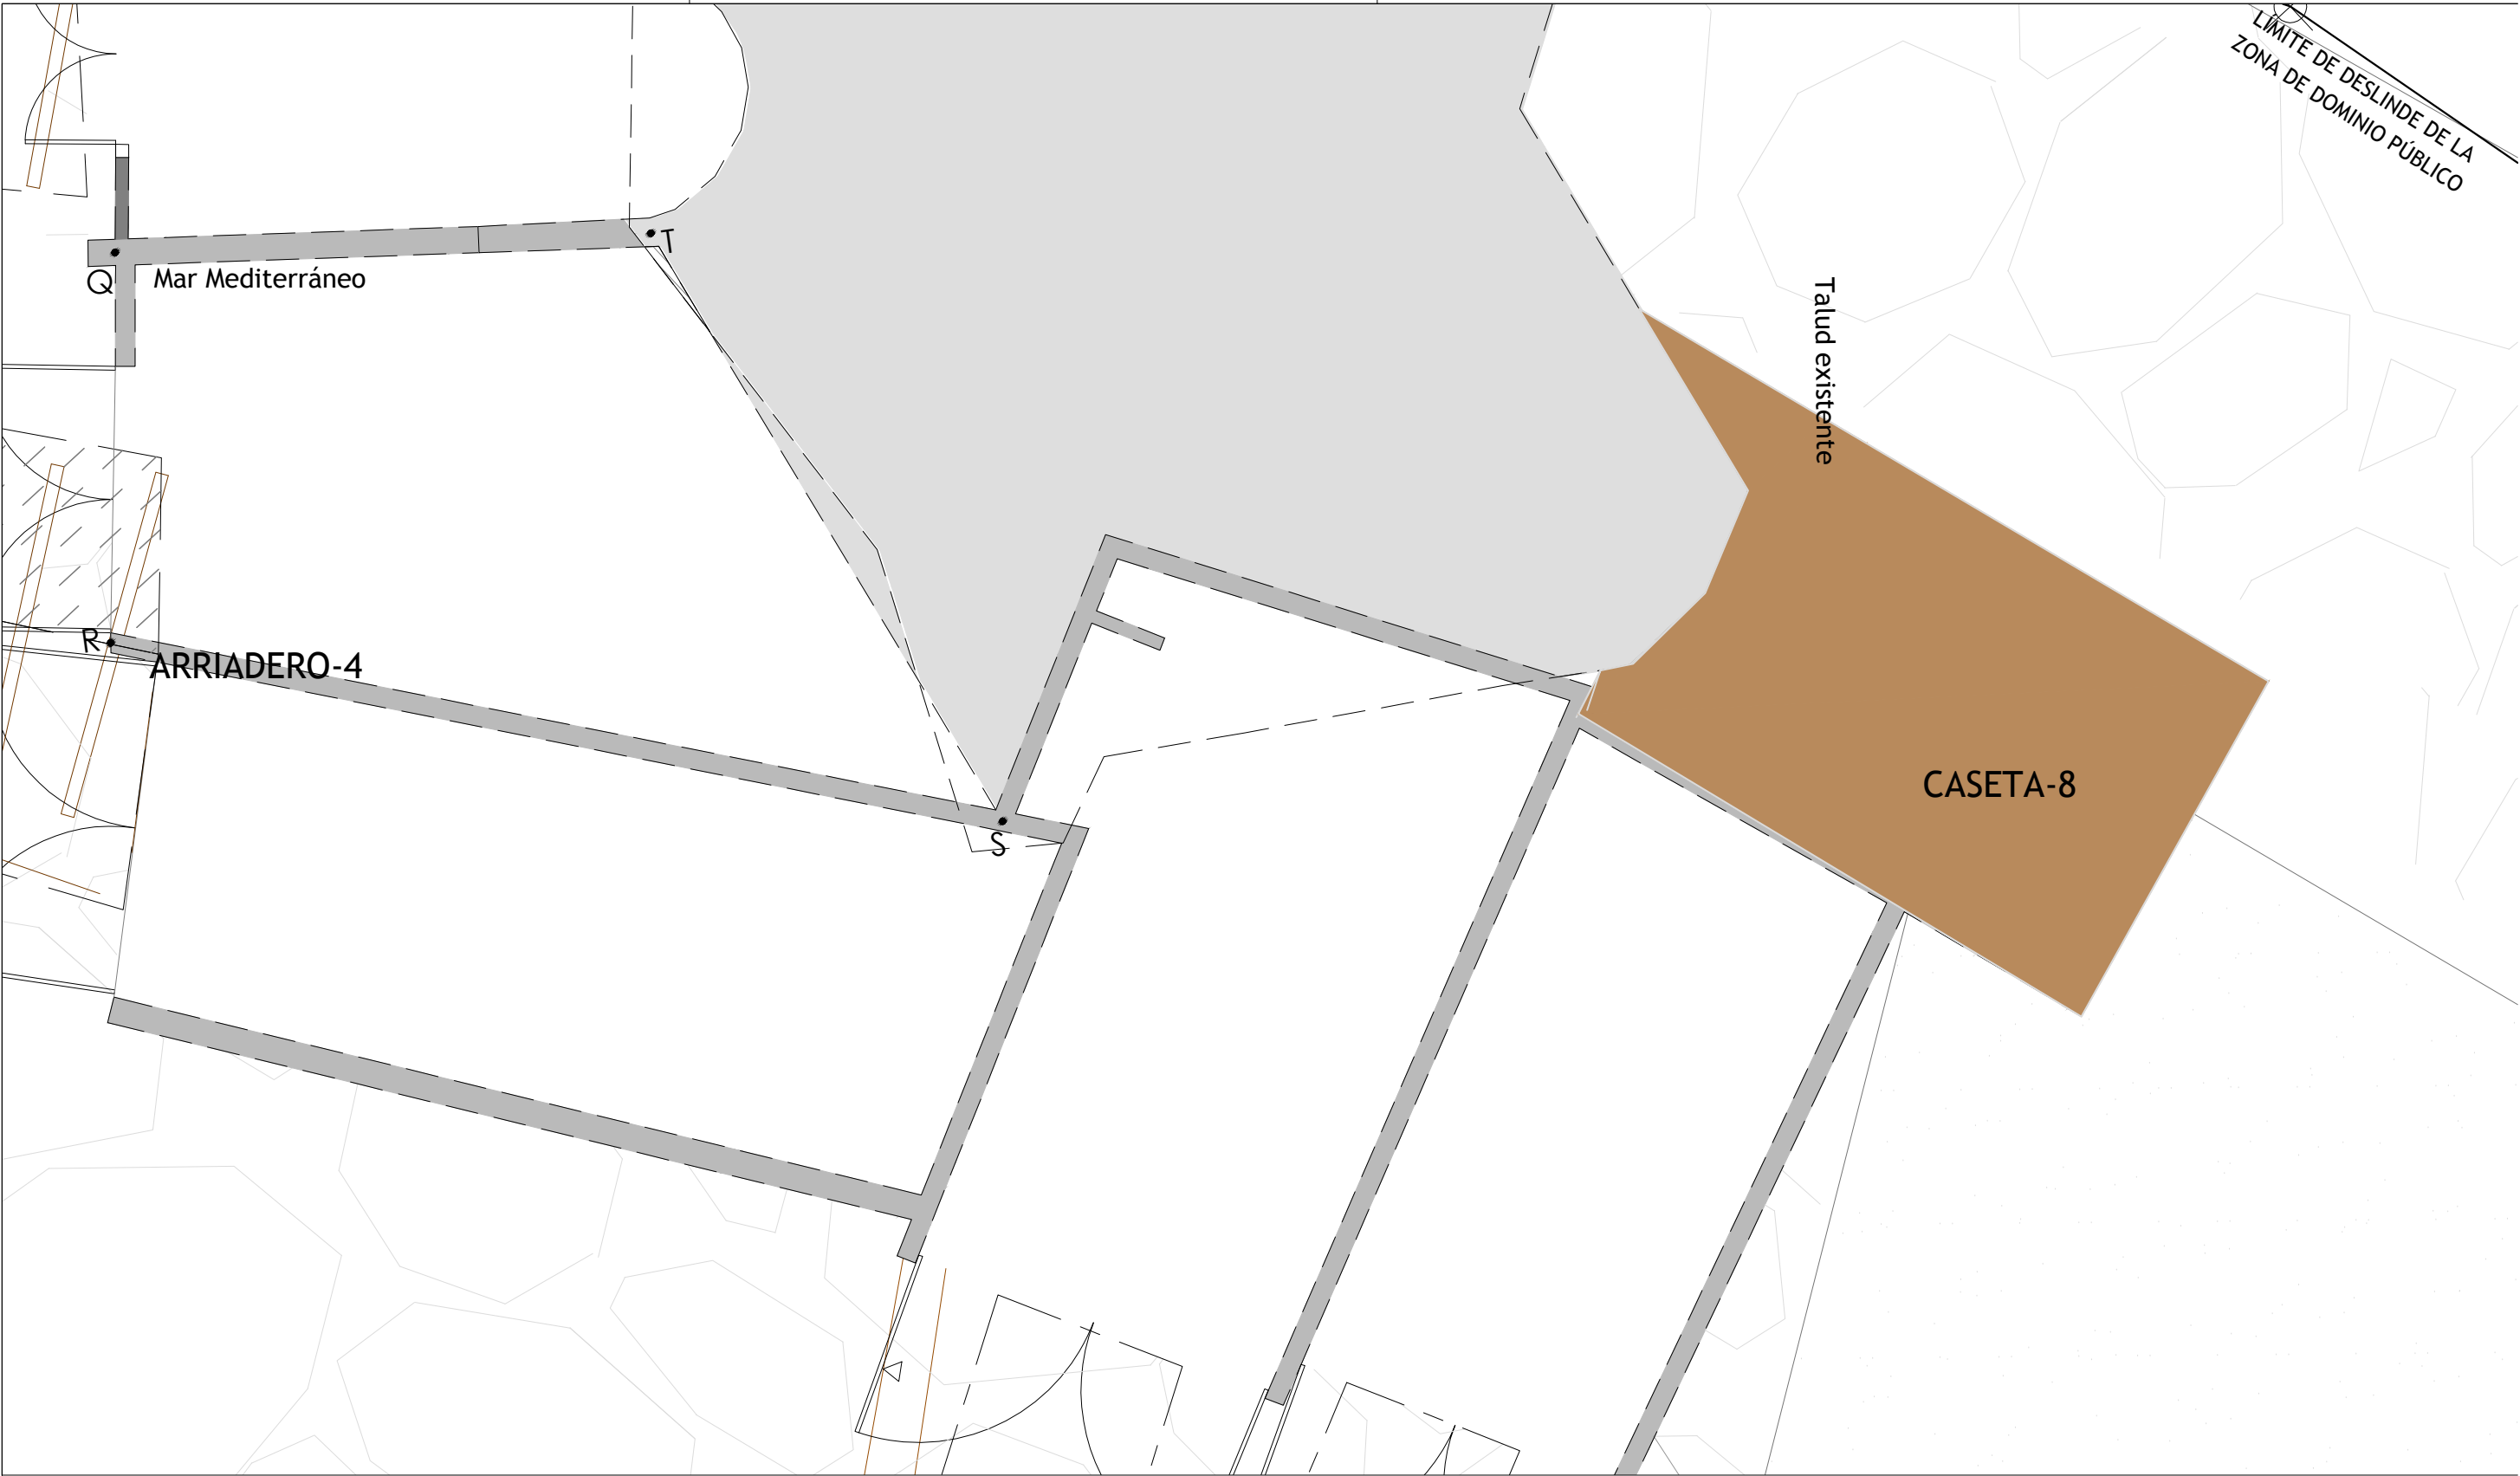 LÍMITE DE DESLINDE DE LA
ZONA DE DOMINIO PÚBLICO
T
Q
Mar Mediterráneo
Talud existente
R
ARRIADERO-4
CASETA-8
S